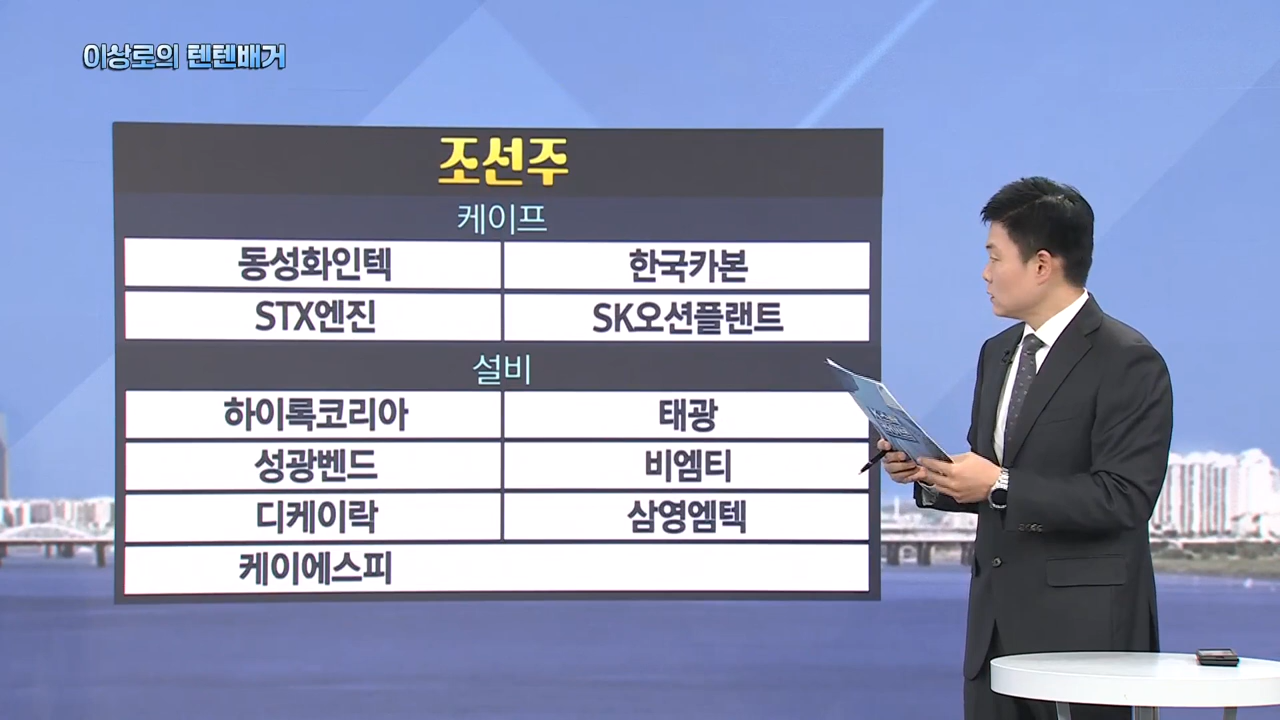 이상로의 텐텐배거
조선주
케이프
동성화인텍 한국카본
STX엔진 SK오션플랜트
설비
하이록코리아 태광
성광벤드 비엠티
디케이락 삼영엠텍
케이에스피